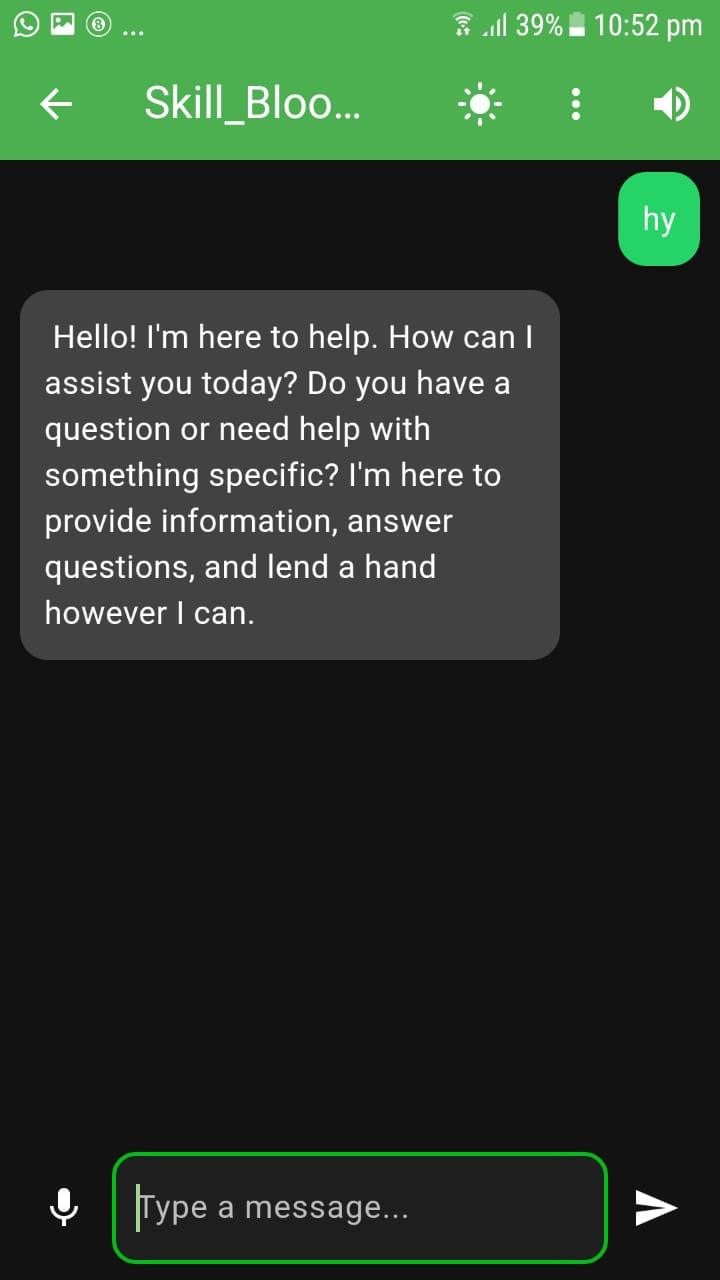 ... 39% 10:52 pm
Skill_Bloo...
hy
Hello! I'm here to help. How can I
assist you today? Do you have a
question or need help with
something specific? I'm here to
provide information, answer
questions, and lend a hand
however I can.
Type a message...